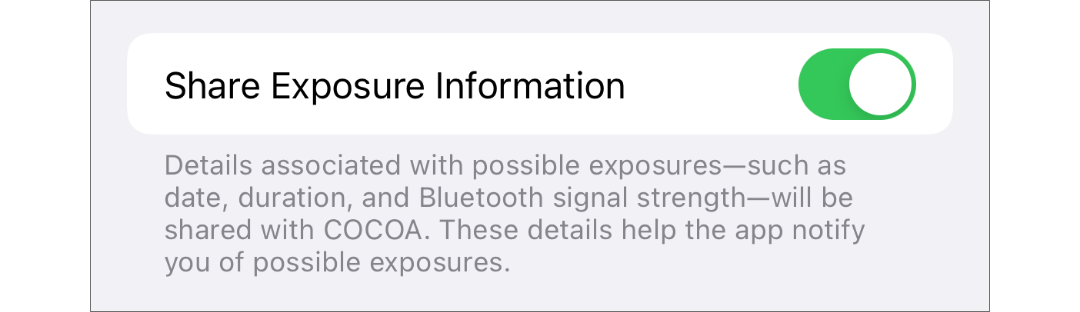 Share Exposure Information
Details associated with possible exposures—such as
date, duration, and Bluetooth signal strength—will be
shared with COCOA. These details help the app notify
you of possible exposures.